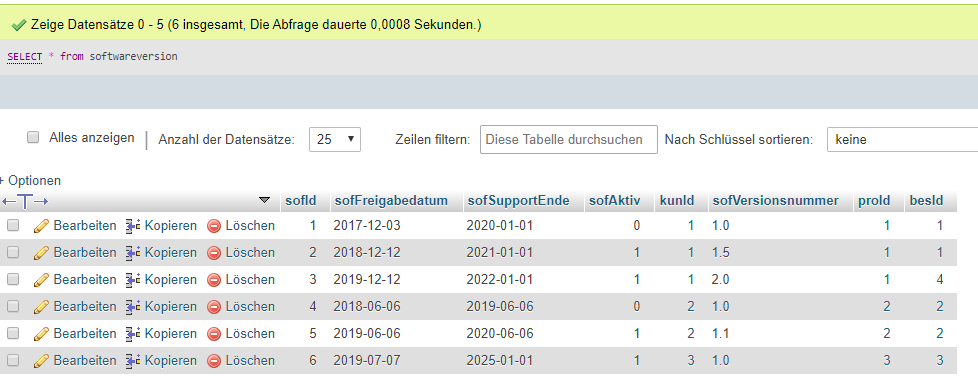 Zeige Datensätze 0 - 5 (6 insgesamt, Die Abfrage dauerte 0,0008 Sekunden.)
SELECT * from softwareversion
Alles anzeigen Anzahl der Datensätze: 25 Zeilen filtern: Diese Tabelle durchsuchen Nach Schlüssel sortieren: keine
+ Optionen
←T→ sofId sofFreigabedatum sofSupportEnde sofAktiv kunId sofVersionsnummer proId besId
Bearbeiten Kopieren Löschen 1 2017-12-03 2020-01-01 0 1 1.0 1 1
Bearbeiten Kopieren Löschen 2 2018-12-12 2021-01-01 1 1 1.5 1 1
Bearbeiten Kopieren Löschen 3 2019-12-12 2022-01-01 1 1 2.0 1 4
Bearbeiten Kopieren Löschen 4 2018-06-06 2019-06-06 0 2 1.0 2 2
Bearbeiten Kopieren Löschen 5 2019-06-06 2020-06-06 1 2 1.1 2 2
Bearbeiten Kopieren Löschen 6 2019-07-07 2025-01-01 1 3 1.0 3 3